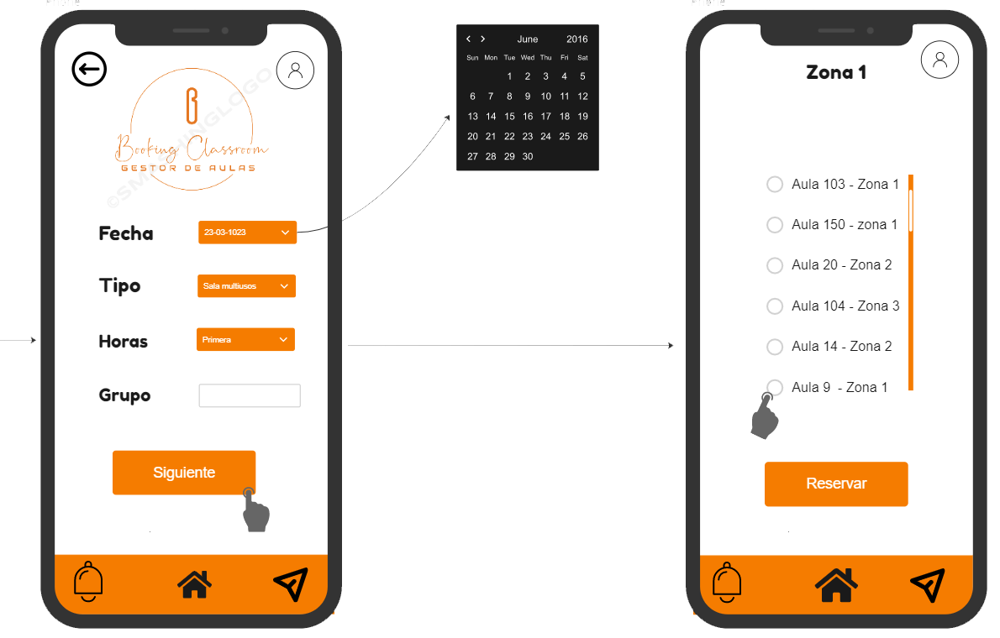 ©SMASHINGLOGO
Booking Classroom
GESTOR DE AULAS
Fecha
23-03-1023
Tipo
Sala multiusos
Horas
Primera
Grupo
Siguiente
June 2016
Sun Mon Tue Wed Thu Fri Sat
1 2 3 4 5
6 7 8 9 10 11 12
13 14 15 16 17 18 19
20 21 22 23 24 25 26
27 28 29 30
Zona 1
Aula 103 - Zona 1
Aula 150 - zona 1
Aula 20 - Zona 2
Aula 104 - Zona 3
Aula 14 - Zona 2
Aula 9 - Zona 1
Reservar